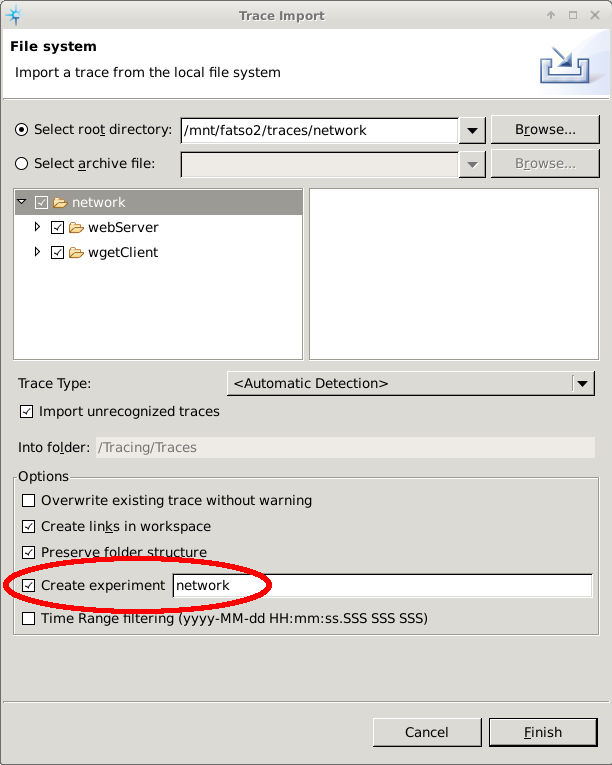 Trace Import
File system
Import a trace from the local file system
Select root directory: /mnt/fatso2/traces/network Browse...
Select archive file: Browse...
network
webServer
wgetClient
Trace Type: <Automatic Detection>
Import unrecognized traces
Into folder: /Tracing/Traces
Options
Overwrite existing trace without warning
Create links in workspace
Preserve folder structure
Create experiment network
Time Range filtering (yyyy-MM-dd HH:mm:ss.SSS SSS SSS)
Cancel Finish